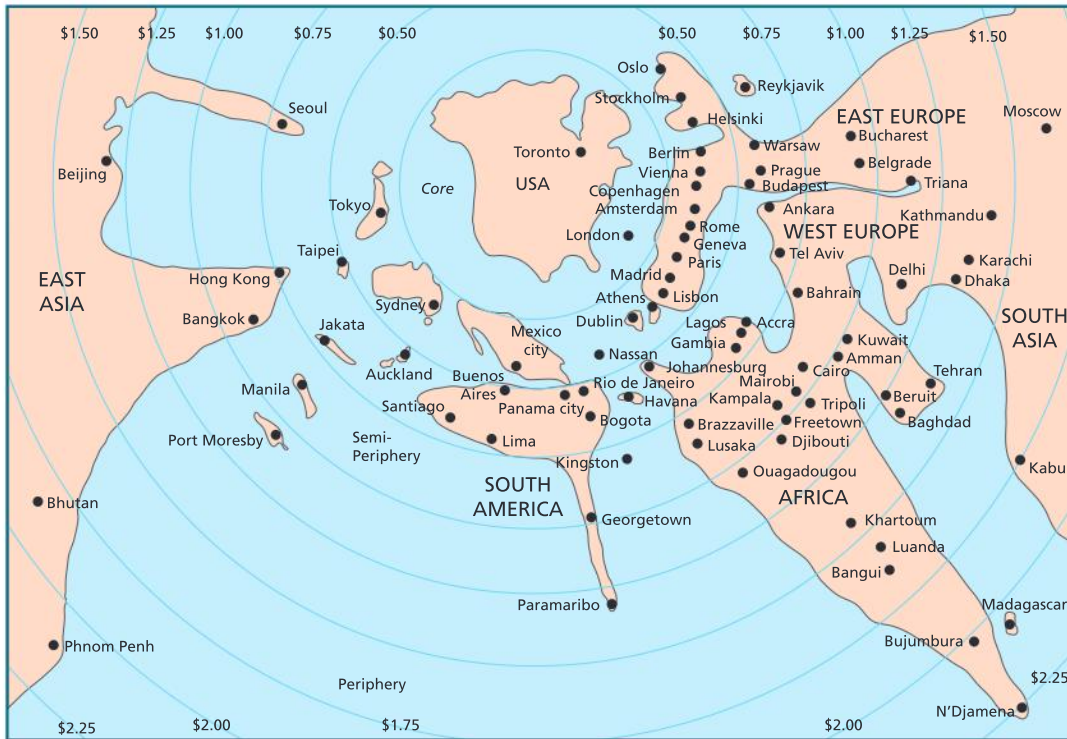 $1.50
$1.25
$1.00
$0.75
$0.50
$0.50
$0.75
$1.00
$1.25
$1.50
Oslo
Reykjavik
Stockholm
Seoul
Helsinki
EAST EUROPE
Moscow
Bucharest
Toronto
Berlin
Warsaw
Beijing
Belgrade
Vienna
Prague
Core
USA
Copenhagen
Budapest
Triana
Tokyo
Amsterdam
Ankara
Kathmandu
London
Rome
WEST EUROPE
Geneva
Taipei
Paris
Tel Aviv
Karachi
EAST
ASIA
Hong Kong
Madrid
Delhi
Dhaka
Sydney
Athens
Lisbon
Bahrain
Bangkok
Dublin
Lagos
Accra
SOUTH
ASIA
Jakata
Mexico
city
Gambia
Kuwait
Nassan
Amman
Auckland
Buenos
Aires
Johannesburg
Cairo
Tehran
Manila
Rio de Janeiro
Mairobi
Panama city
Havana
Kampala
Tripoli
Beruit
Santiago
Bogota
Brazzaville
Freetown
Baghdad
Port Moresby
Semi-
Periphery
Lima
Lusaka
Djibouti
Kingston
Kabu
Ouagadougou
SOUTH
AMERICA
AFRICA
Bhutan
Georgetown
Khartoum
Luanda
Bangui
Paramaribo
Madagascar
Phnom Penh
Bujumbura
Periphery
$2.25
N'Djamena
$2.25
$2.00
$1.75
$2.00